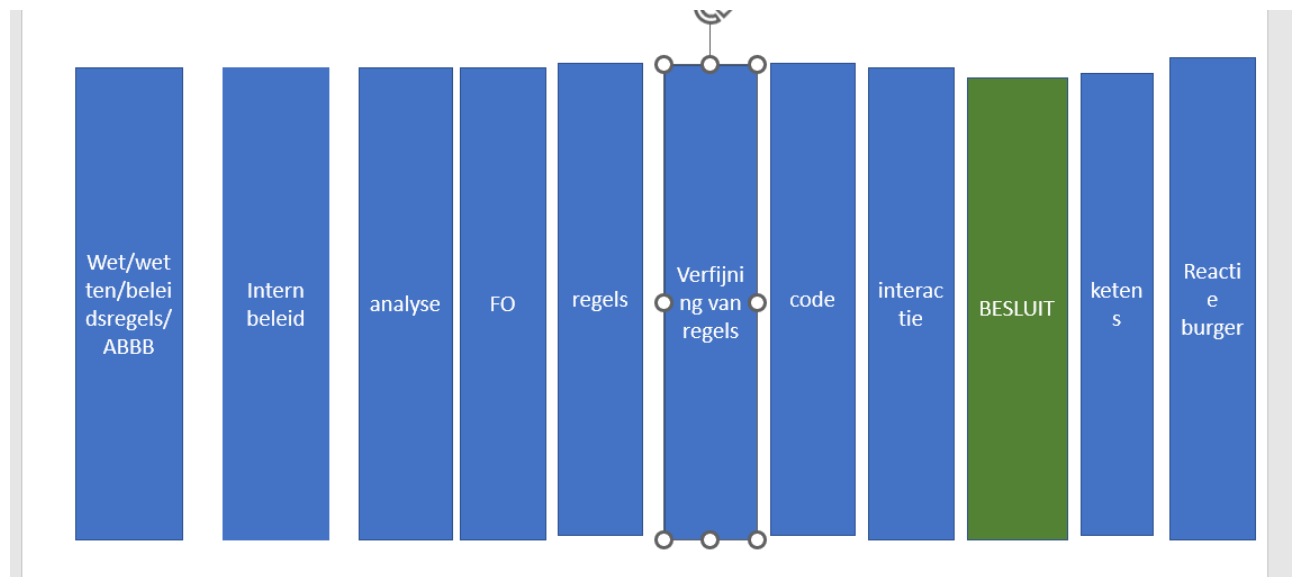 Wet/wet
ten/belei
dsregels/
ABBB
Intern
beleid
analyse
FO
regels
Verfijni
ng van
regels
code
interac
tie
BESLUIT
keten
s
Reacti
e
burger